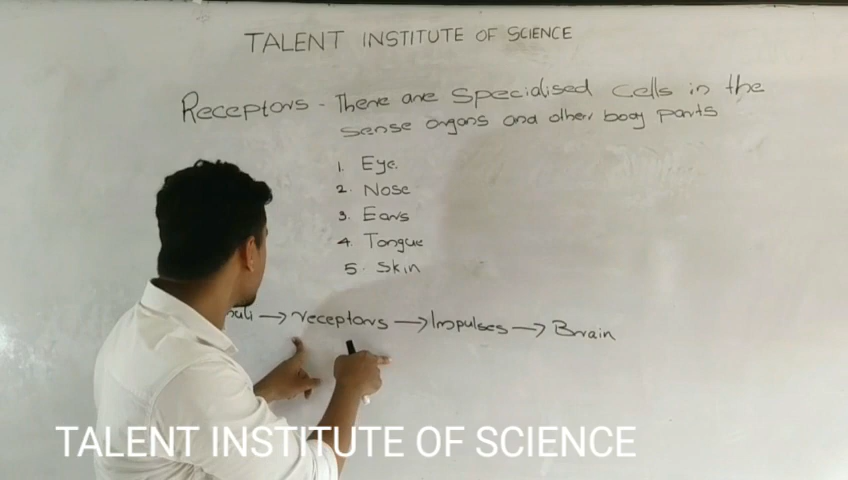 TALENT INSTITUTE OF SCIENCE
Receptors - There are specialised cells in the
sense organs and other body parts
1. Eye.
2. Nose
3. Ears
4. Tongue
5. Skin
→ receptors → Impulses → Brain
TALENT INSTITUTE OF SCIENCE